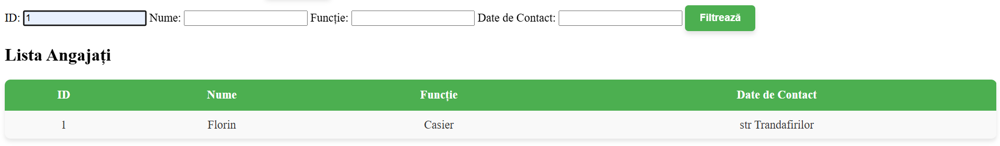 ID: 1 Nume: Funcție: Date de Contact: Filtrează
Lista Angajați
ID Nume Funcție Date de Contact
1 Florin Casier str Trandafirilor